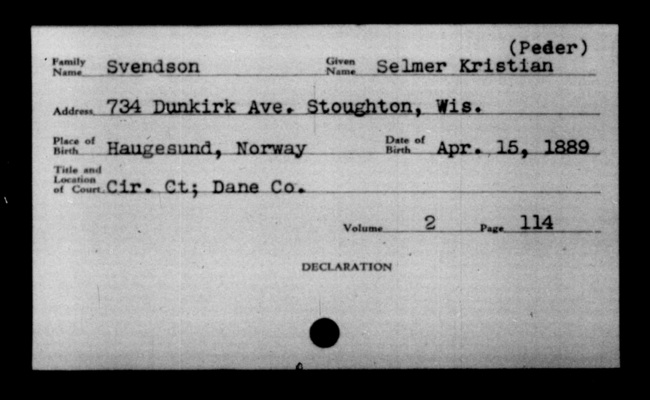 (Peder)
Family Name Svendson Given Name Selmer Kristian
Address 734 Dunkirk Ave. Stoughton, Wis.
Place of Birth Haugesund, Norway Date of Birth Apr. 15, 1889
Title and Location of Court Cir. Ct; Dane Co.
Volume 2 Page 114
DECLARATION